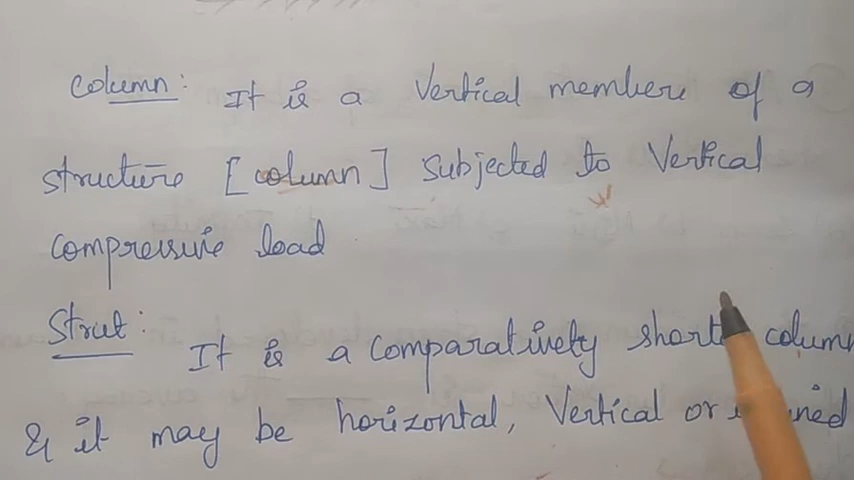 Column: It is a Vertical member of a
structure [column] subjected to Vertical
compressive load
Strut: It is a comparatively short column
& it may be horizontal, Vertical or